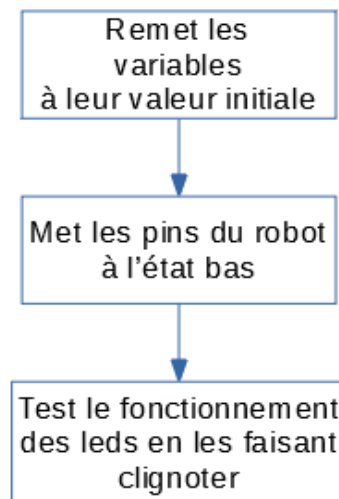 Remet les
variables
à leur valeur initiale
Met les pins du robot
à l'état bas
Test le fonctionnement
des leds en les faisant
clignoter